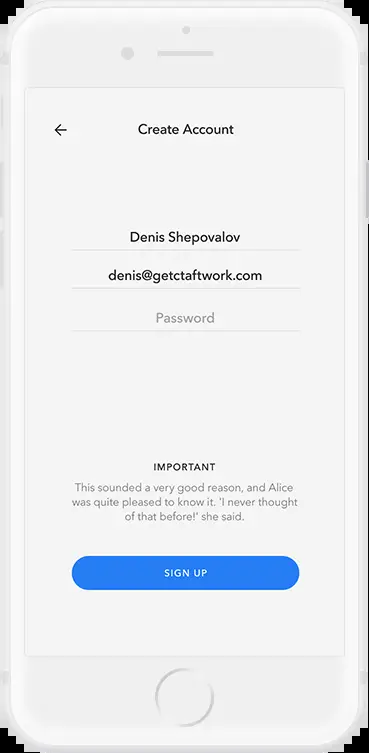 Create Account
Denis Shepovalov
denis@getctaftwork.com
Password
IMPORTANT
This sounded a very good reason, and Alice
was quite pleased to know it. 'I never thought
of that before!' she said.
SIGN UP